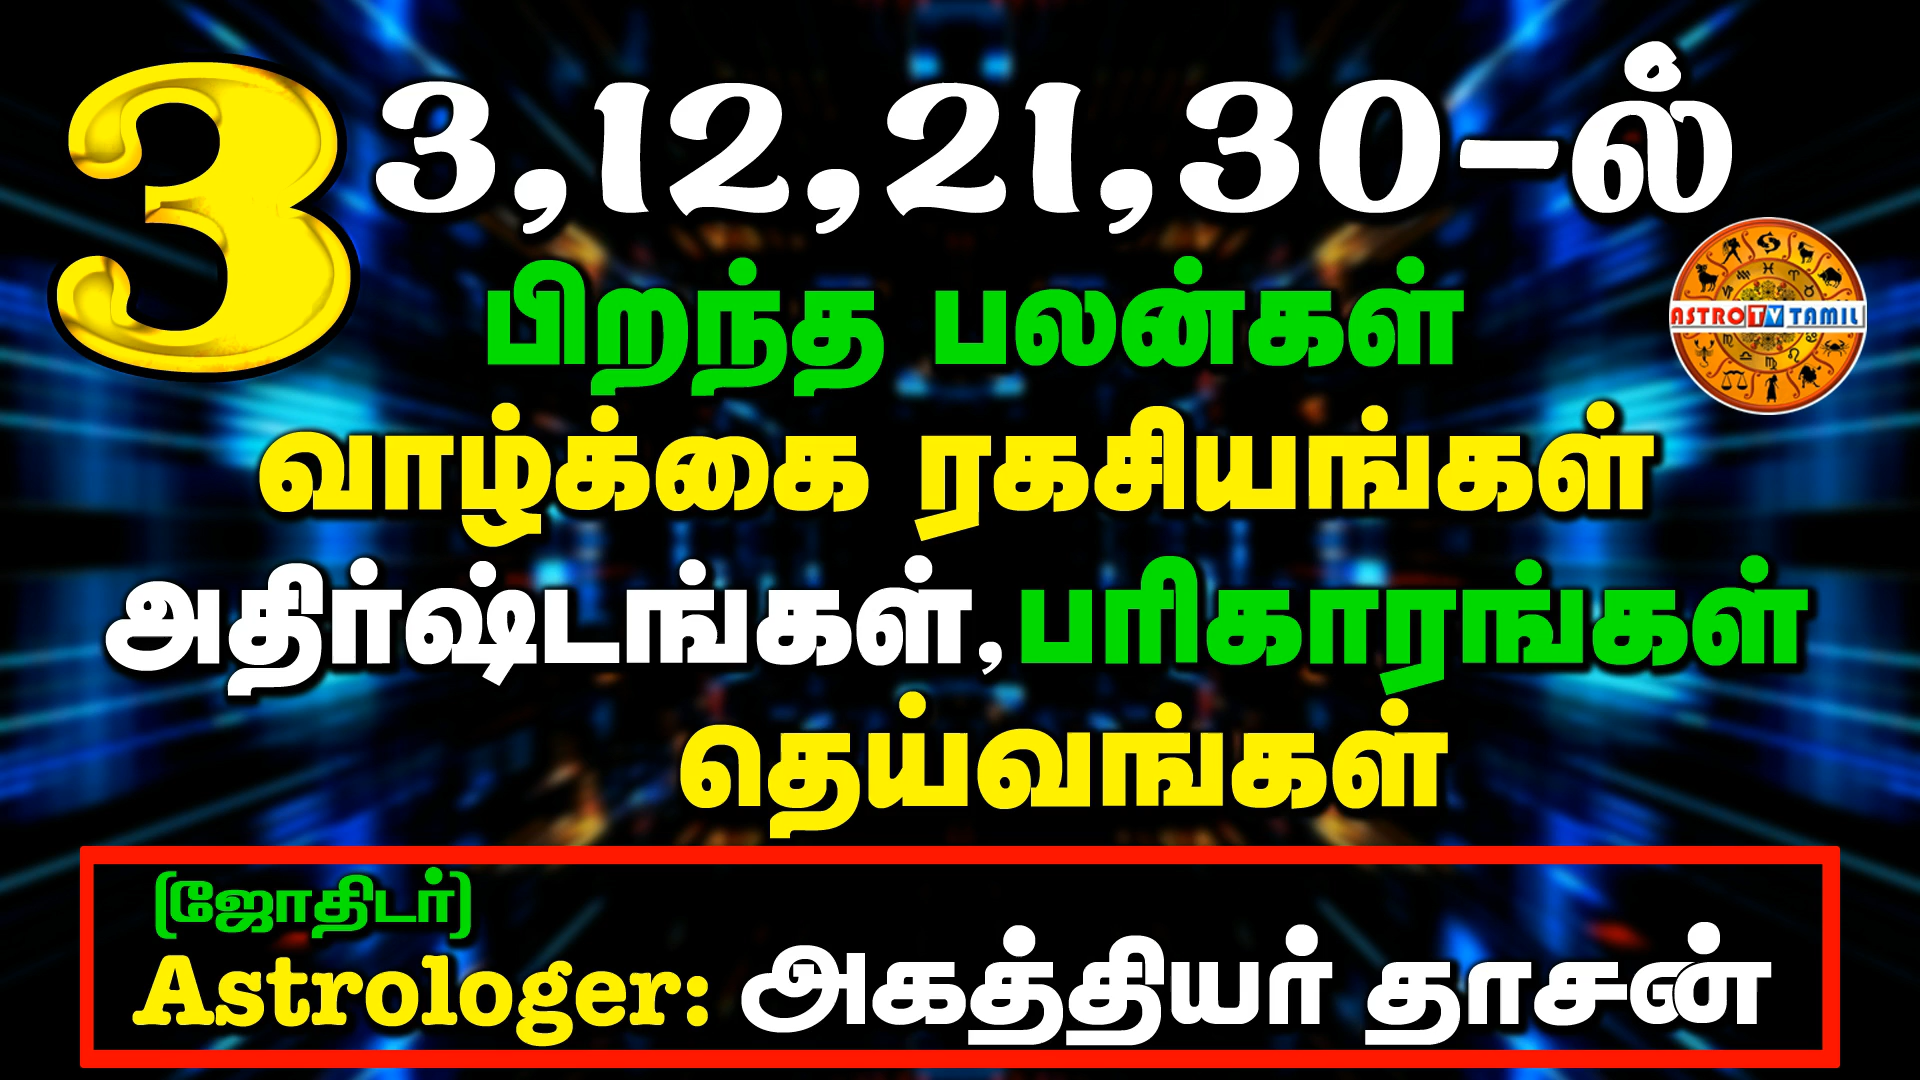 3
3,12,21,30-ல்
பிறந்த பலன்கள்
ASTRO TV TAMIL
வாழ்க்கை ரகசியங்கள்
அதிர்ஷ்டங்கள், பரிகாரங்கள்
தெய்வங்கள்
(ஜோதிடர்)
Astrologer: அகத்தியர் தாசன்